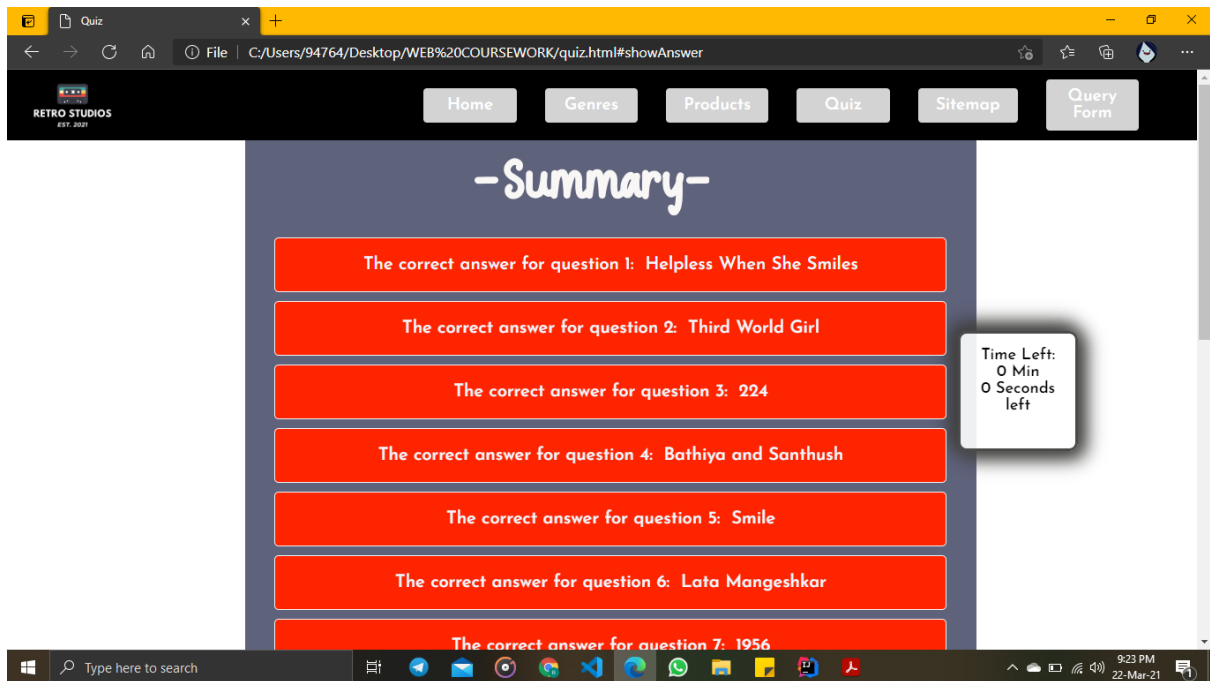 Quiz
File
C:/Users/94764/Desktop/WEB%20COURSEWORK/quiz.html#showAnswer
RETRO STUDIOS
EST. 2021
Home
Genres
Products
Quiz
Sitemap
Query
Form
-Summary-
The correct answer for question 1: Helpless When She Smiles
The correct answer for question 2: Third World Girl
Time Left:
0 Min
0 Seconds
left
The correct answer for question 3: 224
The correct answer for question 4: Bathiya and Santhush
The correct answer for question 5: Smile
The correct answer for question 6: Lata Mangeshkar
The correct answer for question 7: 1956
Type here to search
9:23 PM
22-Mar-21
1